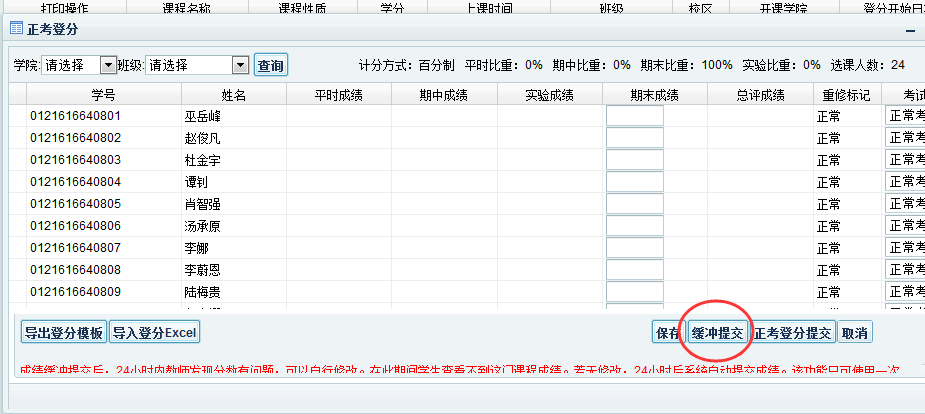 打印操作 课程名称 课程性质 学分 上课时间 班级 校区 开课学院 登分开始日
正考登分
学院: 请选择 班级: 请选择 查询 计分方式：百分制 平时比重：0% 期中比重：0% 期末比重：100% 实验比重：0% 选课人数：24
学号 姓名 平时成绩 期中成绩 实验成绩 期末成绩 总评成绩 重修标记 考试
0121616640801 巫岳峰 正常 正常考
0121616640802 赵俊凡 正常 正常考
0121616640803 杜金宇 正常 正常考
0121616640804 谭钊 正常 正常考
0121616640805 肖智强 正常 正常考
0121616640806 汤承原 正常 正常考
0121616640807 李娜 正常 正常考
0121616640808 李蔚恩 正常 正常考
0121616640809 陆梅贵 正常 正常考
导出登分模板 导入登分Excel 保存 缓冲提交 正考登分提交 取消
成绩缓冲提交后，24小时内教师发现分数有问题，可以自行修改。在此期间学生查看不到这门课程成绩。若无修改，24小时后系统自动提交成绩。该功能只可使用一次